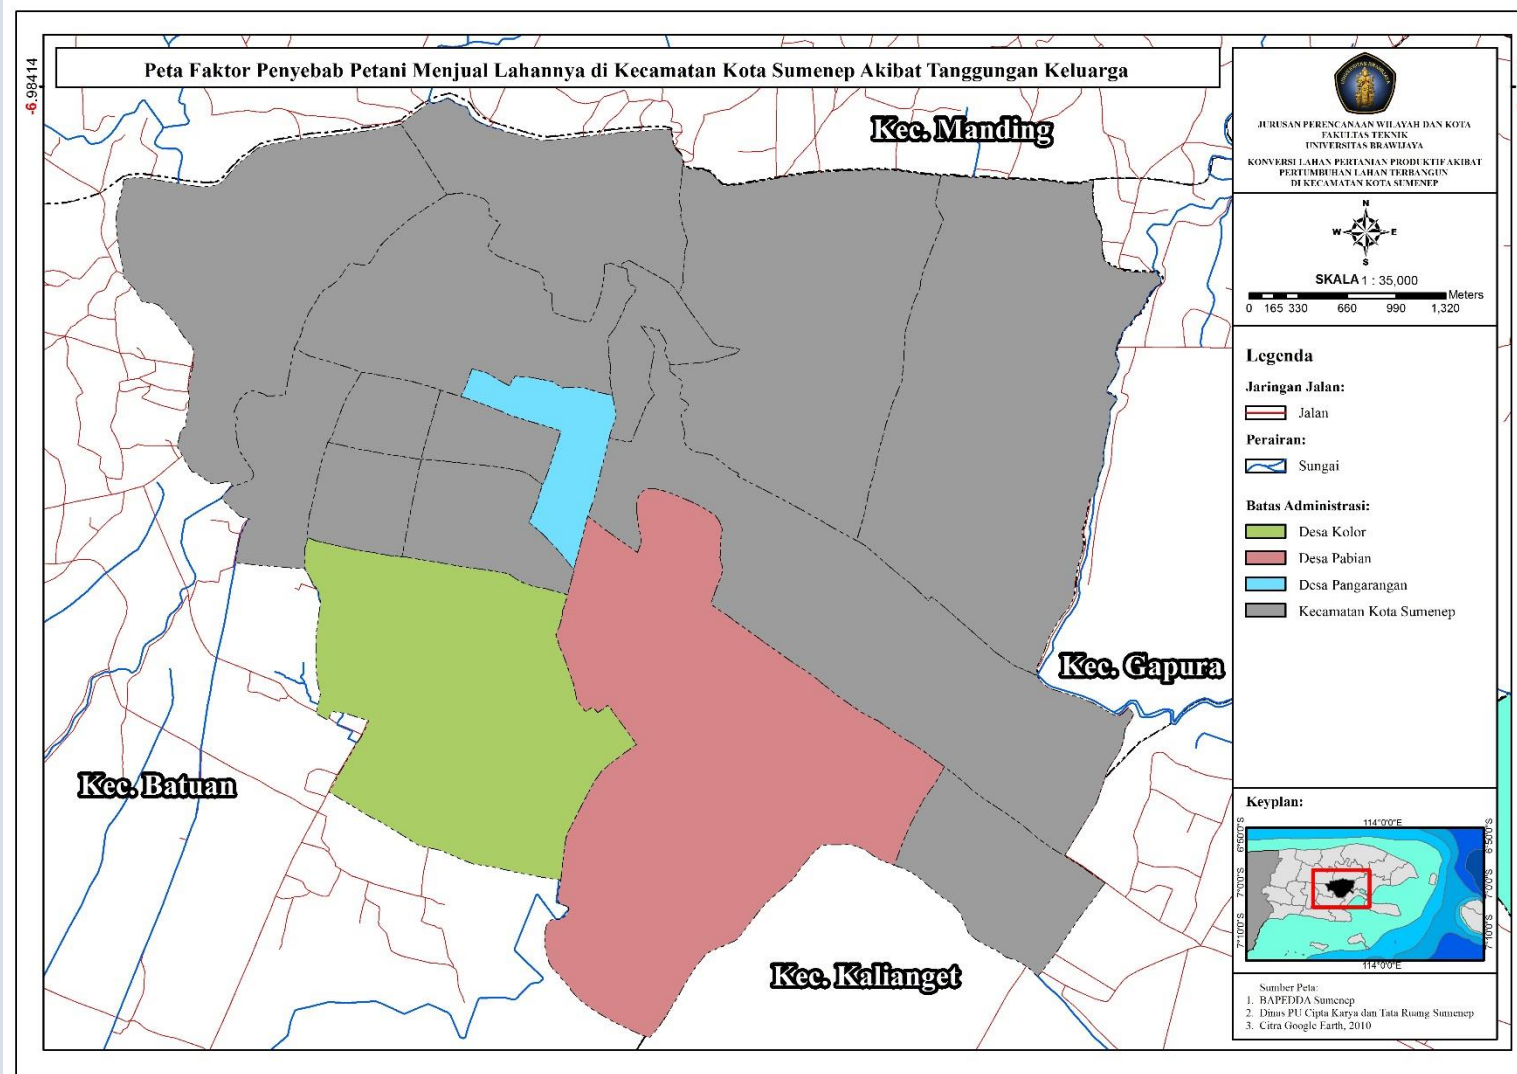 Peta Faktor Penyebab Petani Menjual Lahannya di Kecamatan Kota Sumenep Akibat Tanggungan Keluarga
-6.98414
Kec. Manding
Kec. Gapura
Kec. Batuan
Kec. Kalianget
UNIVERSITAS BRAWIJAYA
JURUSAN PERENCANAAN WILAYAH DAN KOTA
FAKULTAS TEKNIK
UNIVERSITAS BRAWIJAYA
KONVERSI LAHAN PERTANIAN PRODUKTIF AKIBAT
PERTUMBUHAN LAHAN TERBANGUN
DI KECAMATAN KOTA SUMENEP
N
W E
S
SKALA 1 : 35,000
Meters
0 165 330 660 990 1,320
Legenda
Jaringan Jalan:
Jalan
Perairan:
Sungai
Batas Administrasi:
Desa Kolor
Desa Pabian
Desa Pangarangan
Kecamatan Kota Sumenep
Keyplan:
114°0'0"E
6°50'0"S 6°50'0"S
7°0'0"S 7°0'0"S
7°10'0"S 7°10'0"S
114°0'0"E
Sumber Peta:
1. BAPEDDA Sumenep
2. Dinas PU Cipta Karya dan Tata Ruang Sumenep
3. Citra Google Earth, 2010